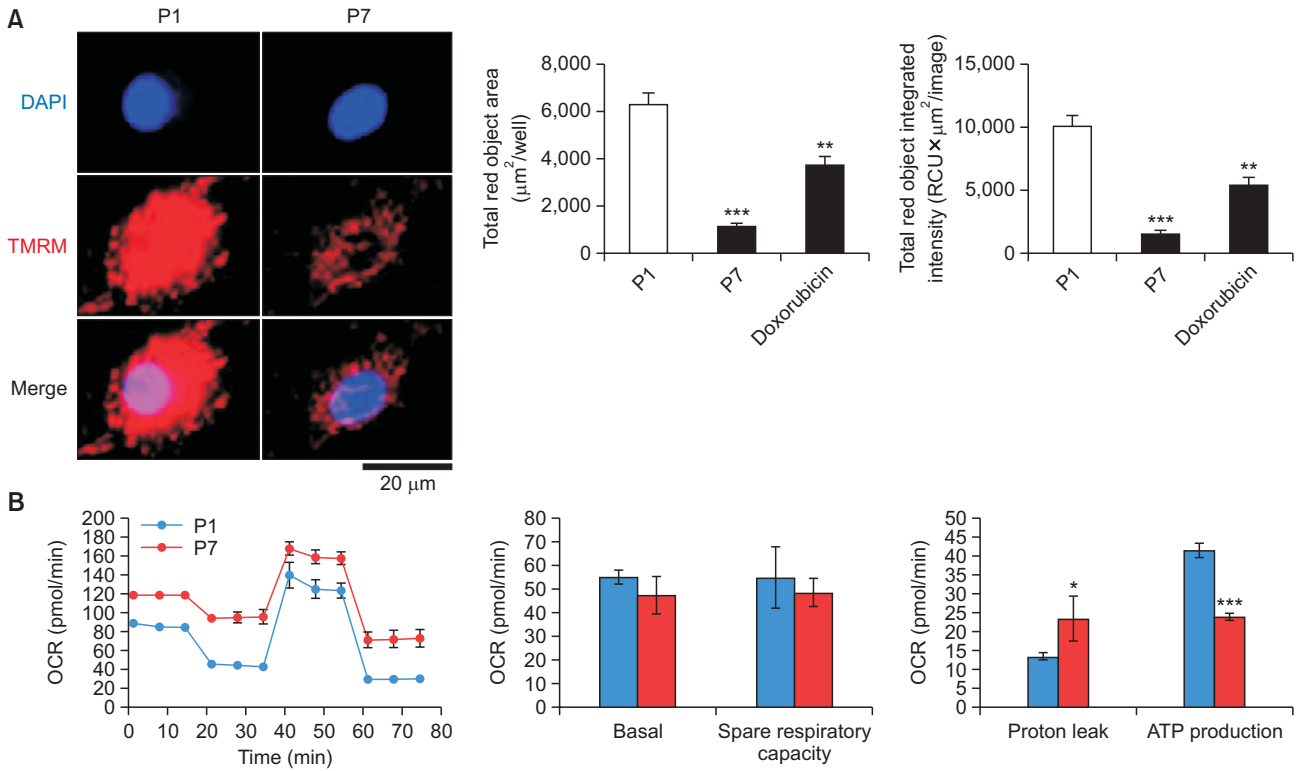 A
P1
P7
DAPI
TMRM
Merge
20 μm
Total red object area
(μm²/well)
8,000
6,000
4,000
2,000
0
***
**
P1
P7
Doxorubicin
Total red object integrated
intensity (RCU×μm²/image)
15,000
10,000
5,000
0
***
**
P1
P7
Doxorubicin
B
OCR (pmol/min)
200
180
160
140
120
100
80
60
40
20
0
P1
P7
0 10 20 30 40 50 60 70 80
Time (min)
OCR (pmol/min)
80
70
60
50
40
30
20
10
0
Basal
Spare respiratory
capacity
OCR (pmol/min)
50
45
40
35
30
25
20
15
10
5
0
*
***
Proton leak
ATP production